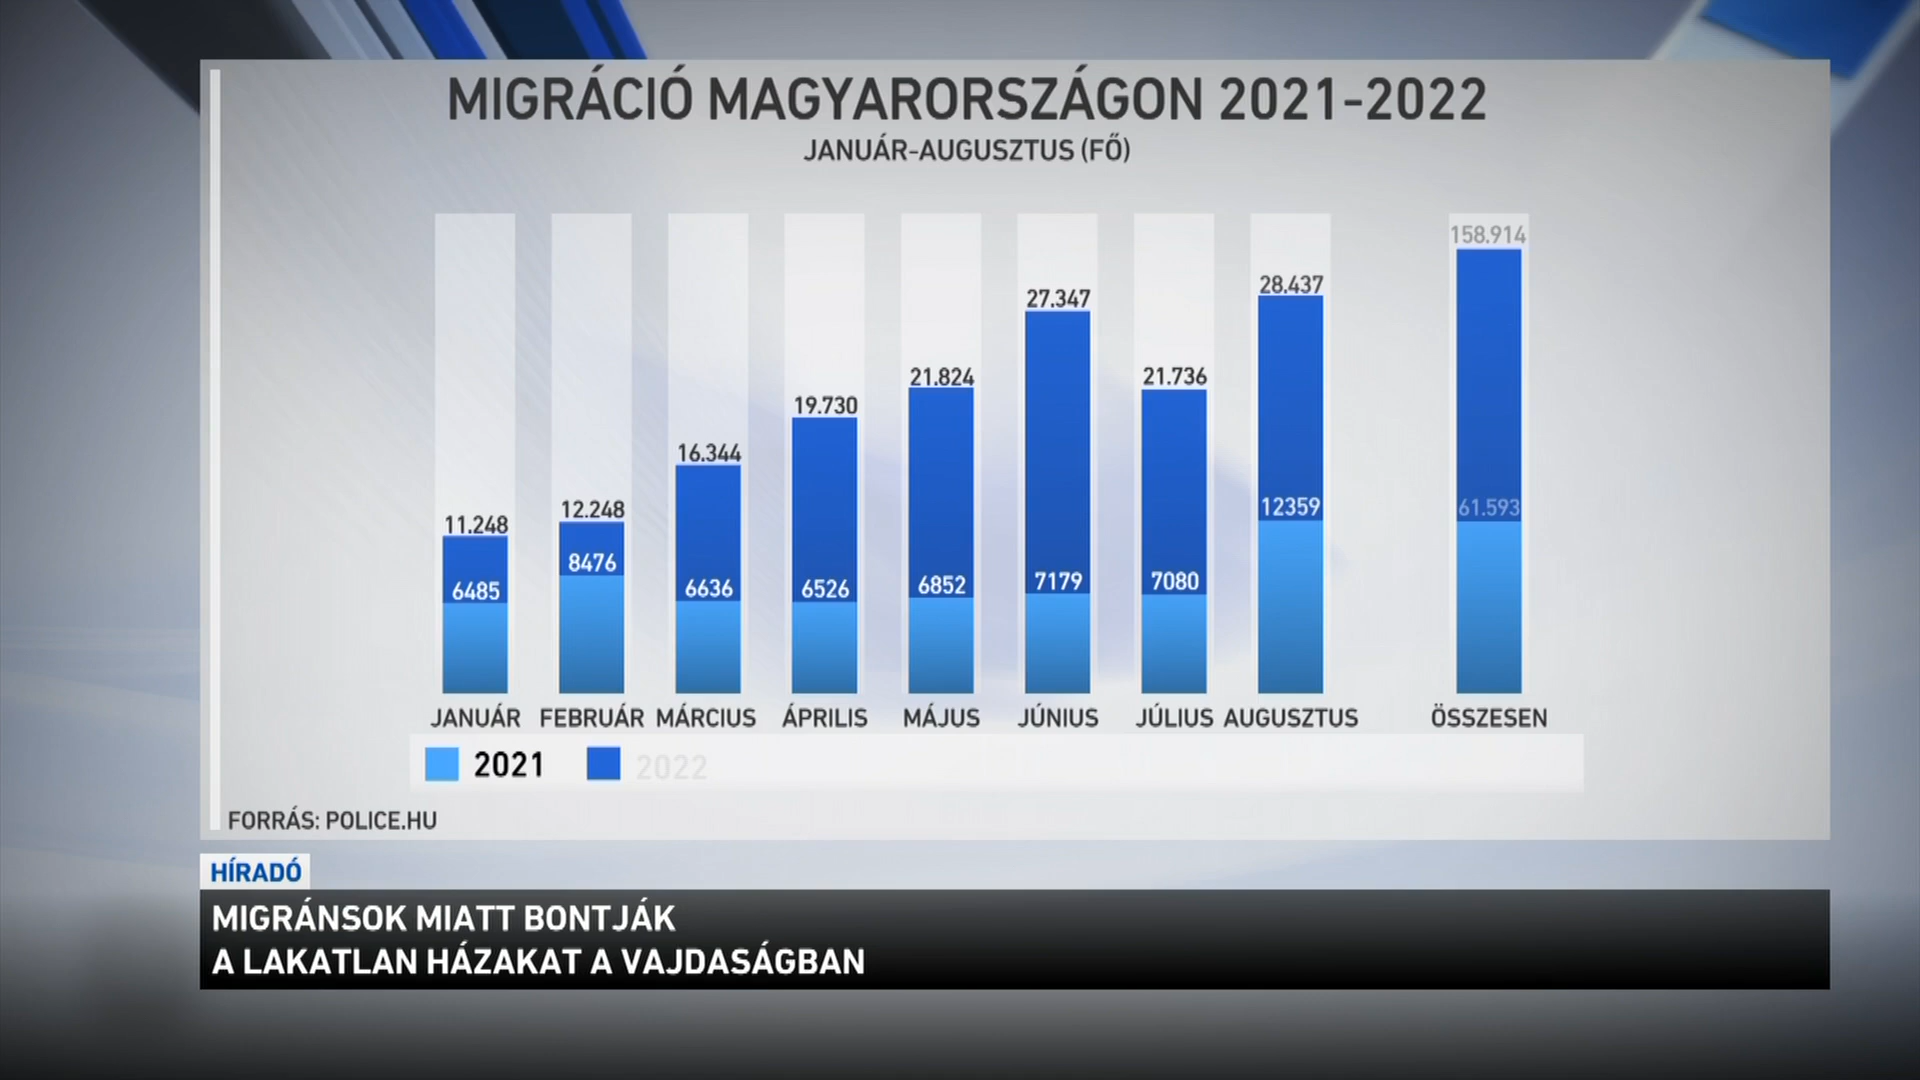 MIGRÁCIÓ MAGYARORSZÁGON 2021-2022
JANUÁR-AUGUSZTUS (FŐ)
11.248 12.248 16.344 19.730 21.824 27.347 21.736 28.437 158.914
6485 8476 6636 6526 6852 7179 7080 12359 61.593
JANUÁR FEBRUÁR MÁRCIUS ÁPRILIS MÁJUS JÚNIUS JÚLIUS AUGUSZTUS ÖSSZESEN
2021 2022
FORRÁS: POLICE.HU
HÍRADÓ
MIGRÁNSOK MIATT BONTJÁK
A LAKATLAN HÁZAKAT A VAJDASÁGBAN